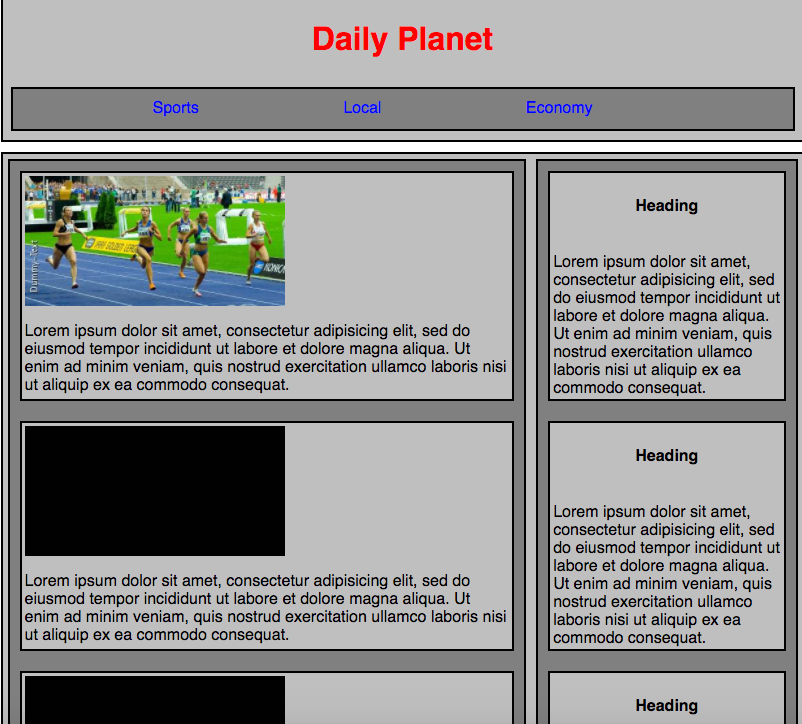 Daily Planet
Sports Local Economy
Dummy Text
Lorem ipsum dolor sit amet, consectetur adipisicing elit, sed do
eiusmod tempor incididunt ut labore et dolore magna aliqua. Ut
enim ad minim veniam, quis nostrud exercitation ullamco laboris nisi
ut aliquip ex ea commodo consequat.
Heading
Lorem ipsum dolor sit amet,
consectetur adipisicing elit, sed
do eiusmod tempor incididunt ut
labore et dolore magna aliqua.
Ut enim ad minim veniam, quis
nostrud exercitation ullamco
laboris nisi ut aliquip ex ea
commodo consequat.
Lorem ipsum dolor sit amet, consectetur adipisicing elit, sed do
eiusmod tempor incididunt ut labore et dolore magna aliqua. Ut
enim ad minim veniam, quis nostrud exercitation ullamco laboris nisi
ut aliquip ex ea commodo consequat.
Heading
Lorem ipsum dolor sit amet,
consectetur adipisicing elit, sed
do eiusmod tempor incididunt ut
labore et dolore magna aliqua.
Ut enim ad minim veniam, quis
nostrud exercitation ullamco
laboris nisi ut aliquip ex ea
commodo consequat.
Heading